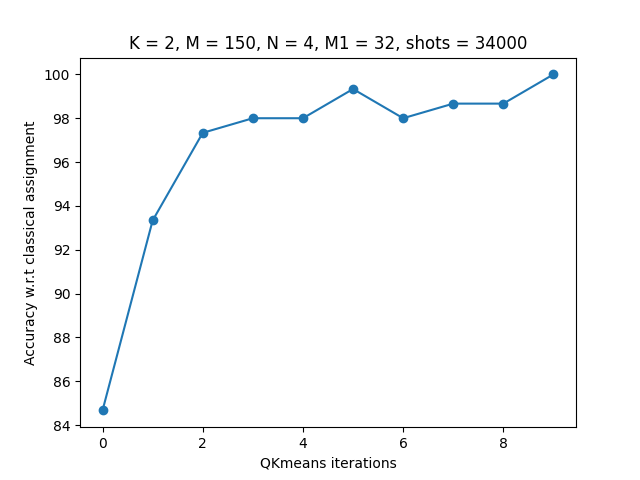 K = 2, M = 150, N = 4, M1 = 32, shots = 34000
Accuracy w.r.t classical assignment
100
98
96
94
92
90
88
86
84
0 2 4 6 8
QKmeans iterations